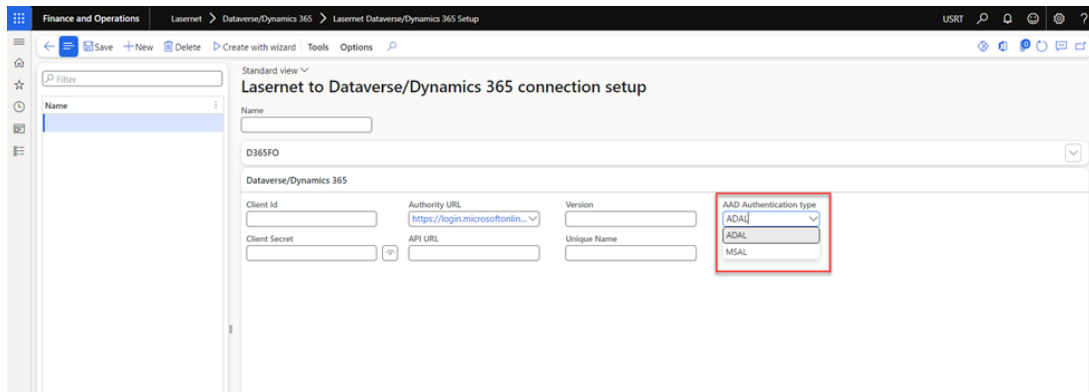 Finance and Operations Lasernet > Dataverse/Dynamics 365 > Lasernet Dataverse/Dynamics 365 Setup USRT ?
Save New Delete Create with wizard Tools Options 0
Filter
Name
Standard view
Lasernet to Dataverse/Dynamics 365 connection setup
Name
D365FO
Dataverse/Dynamics 365
Client Id Authority URL Version AAD Authentication type
https://login.microsoftonlin... ADAL
Client Secret API URL Unique Name ADAL
MSAL